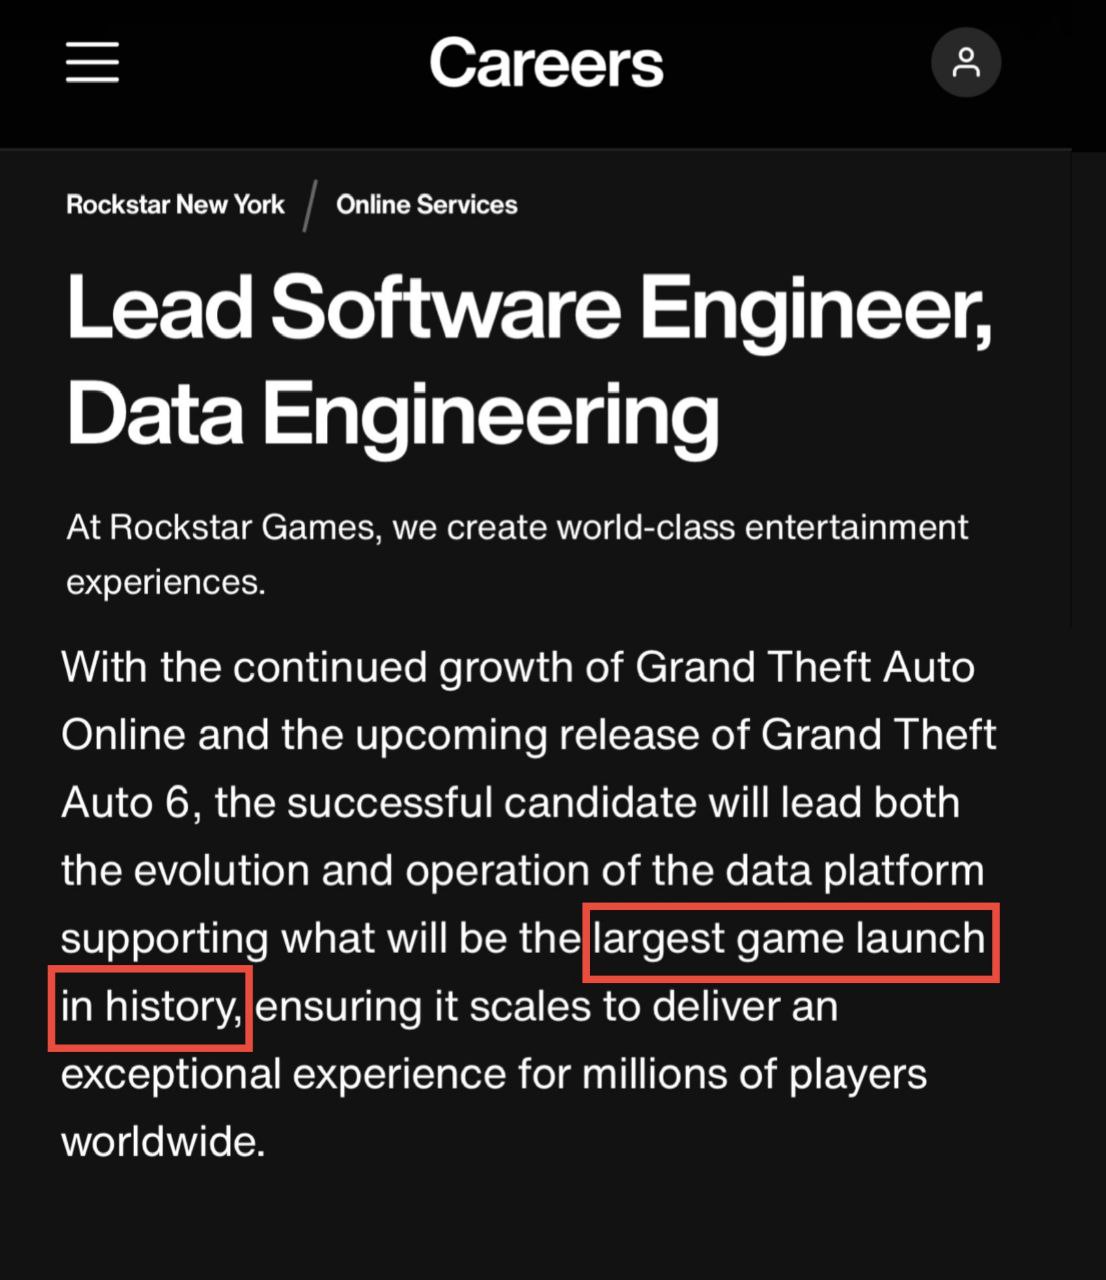 Careers
Rockstar New York / Online Services
Lead Software Engineer,
Data Engineering
At Rockstar Games, we create world-class entertainment
experiences.
With the continued growth of Grand Theft Auto
Online and the upcoming release of Grand Theft
Auto 6, the successful candidate will lead both
the evolution and operation of the data platform
supporting what will be the largest game launch
in history, ensuring it scales to deliver an
exceptional experience for millions of players
worldwide.